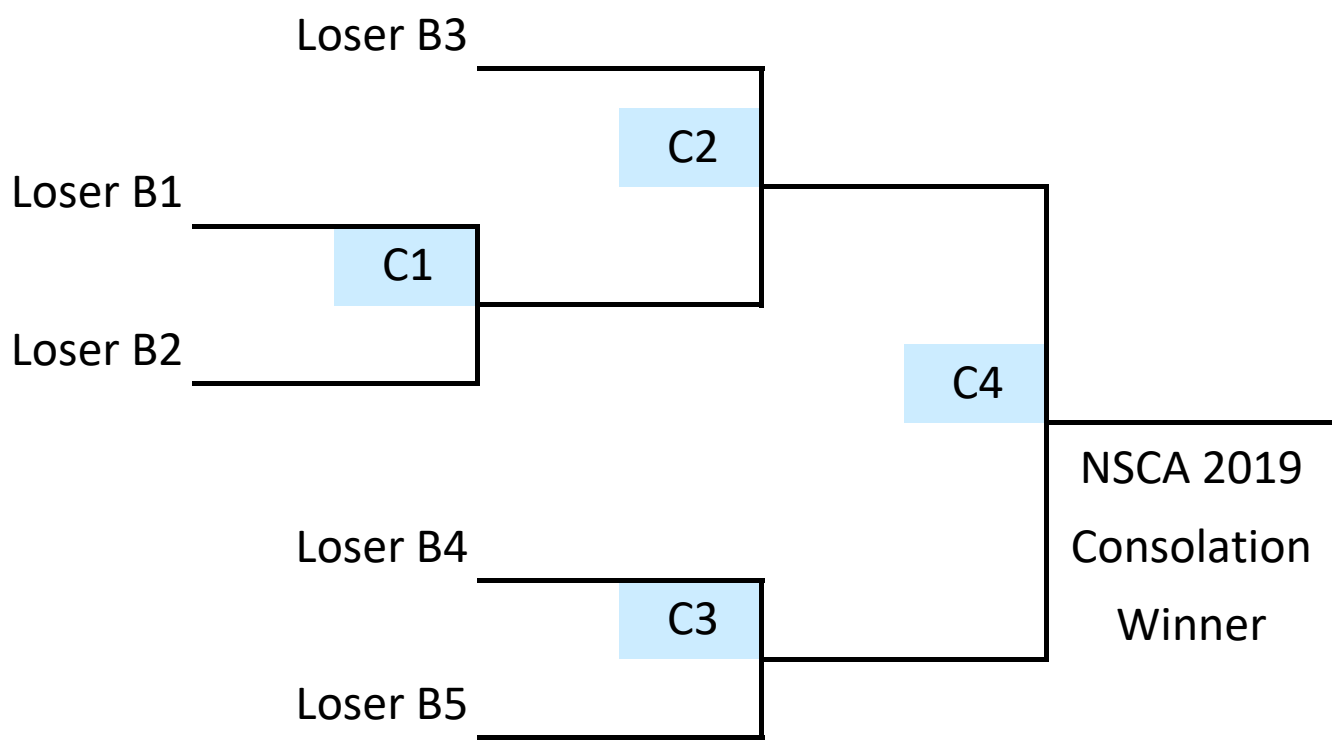 Loser B3
C2
Loser B1
C1
Loser B2
C4
NSCA 2019
Consolation
Winner
Loser B4
C3
Loser B5